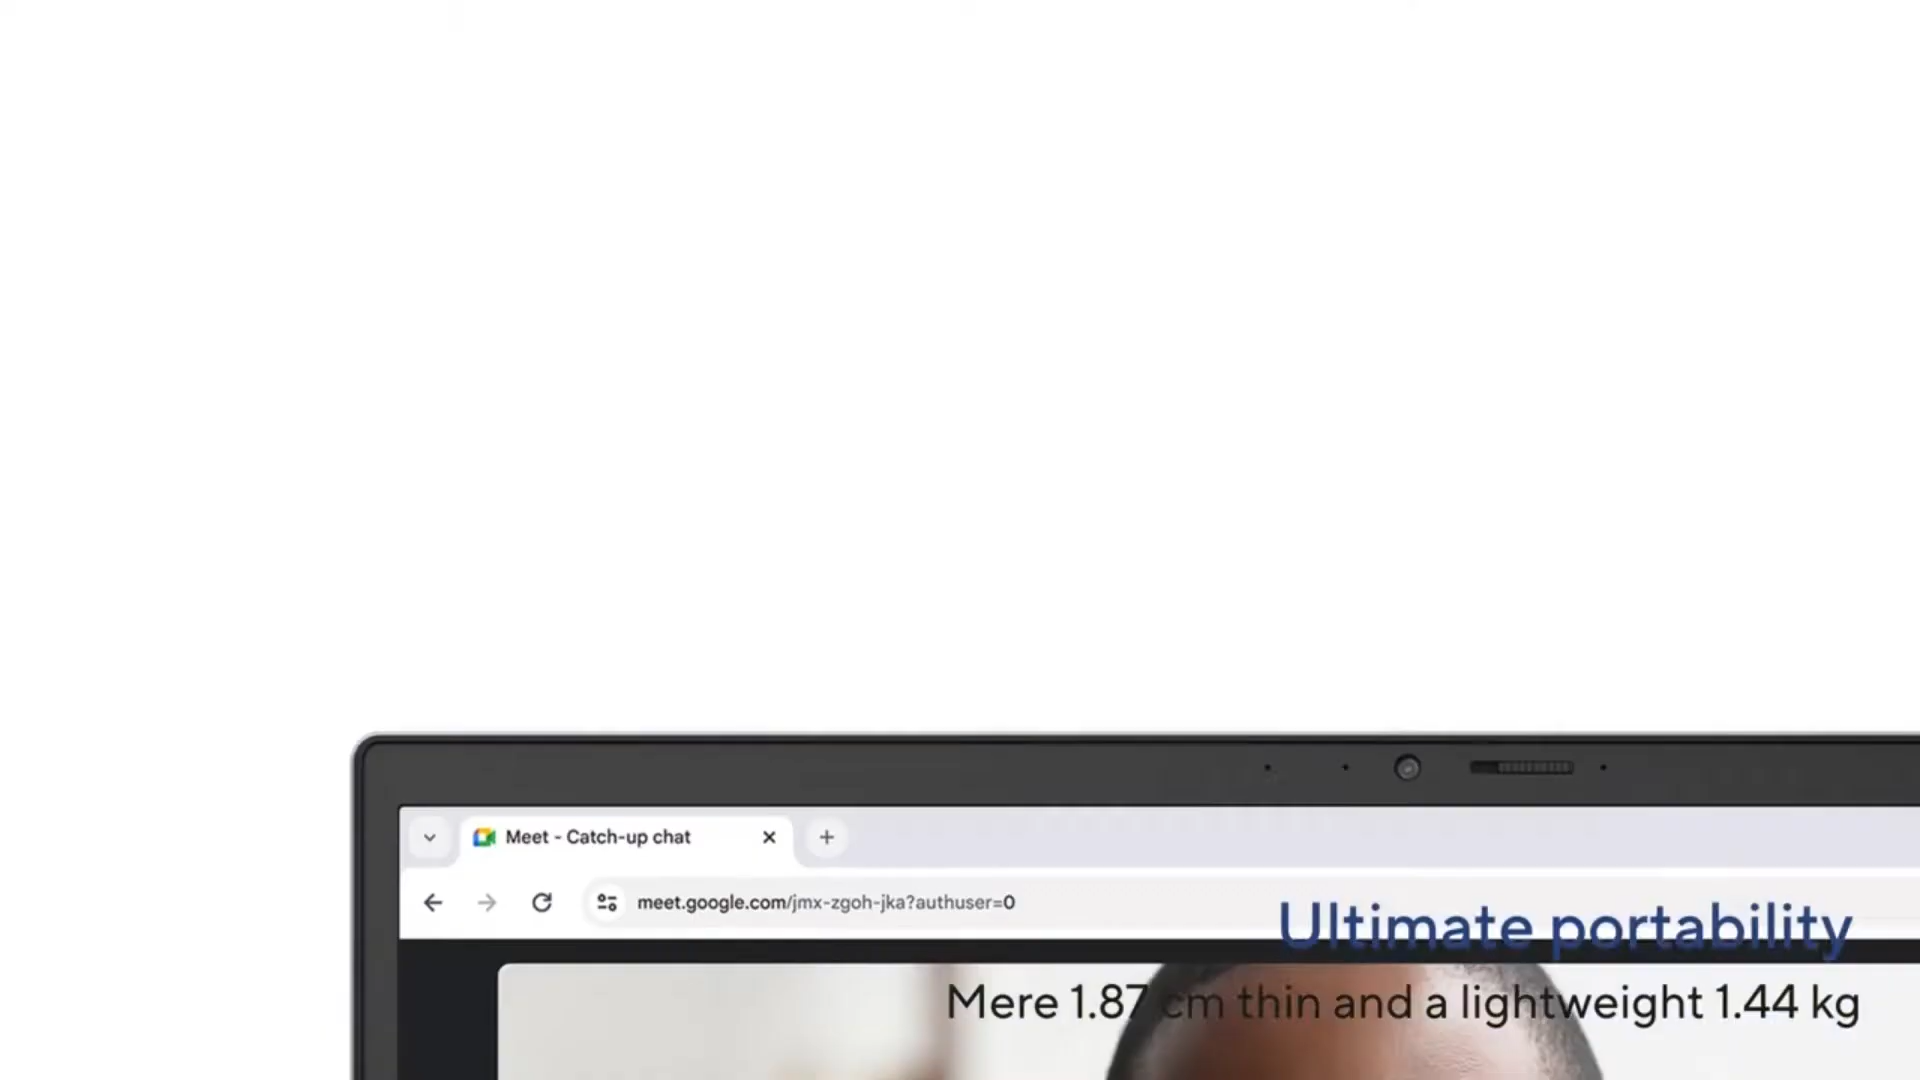 Meet - Catch-up chat
meet.google.com/jmx-zgoh-jka?authuser=0
Ultimate portability
Mere 1.87 cm thin and a lightweight 1.44 kg